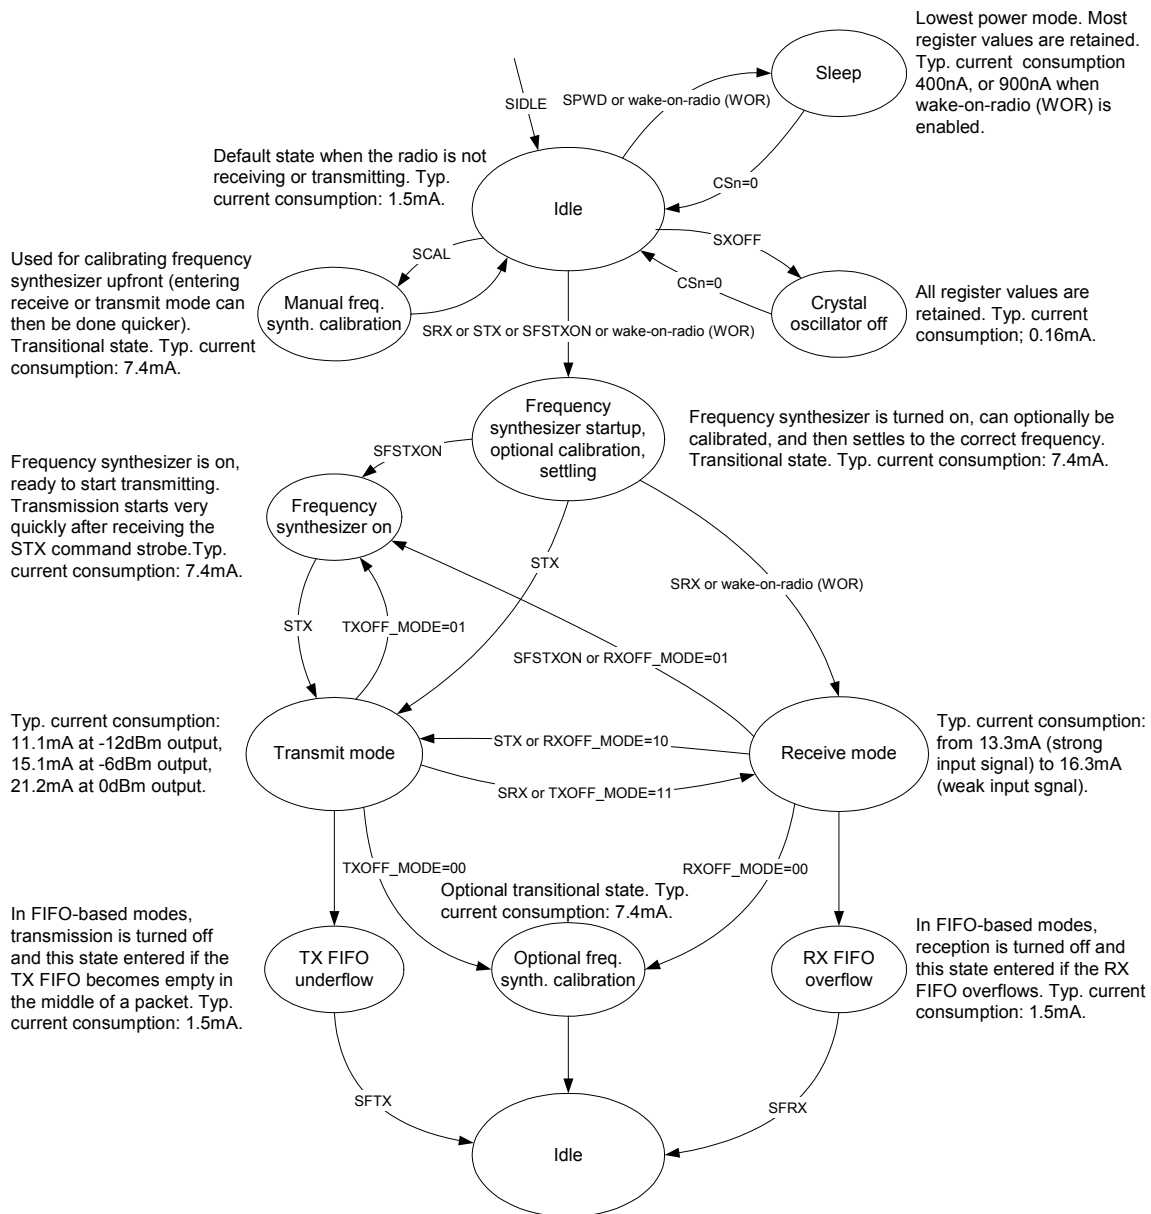 Lowest power mode. Most
register values are retained.
Typ. current  consumption
400nA, or 900nA when
wake-on-radio (WOR) is
enabled.
Sleep
SPWD or wake-on-radio (WOR)
SIDLE
CSn=0
Default state when the radio is not
receiving or transmitting. Typ.
current consumption: 1.5mA.
Idle
SXOFF
SCAL
CSn=0
Used for calibrating frequency
synthesizer upfront (entering
receive or transmit mode can
then be done quicker).
Transitional state. Typ. current
consumption: 7.4mA.
Manual freq.
synth. calibration
Crystal
oscillator off
All register values are
retained. Typ. current
consumption; 0.16mA.
SRX or STX or SFSTXON or wake-on-radio (WOR)
Frequency
synthesizer startup,
optional calibration,
settling
Frequency synthesizer is turned on, can optionally be
calibrated, and then settles to the correct frequency.
Transitional state. Typ. current consumption: 7.4mA.
SFSTXON
Frequency synthesizer is on,
ready to start transmitting.
Transmission starts very
quickly after receiving the
STX command strobe.Typ.
current consumption: 7.4mA.
Frequency
synthesizer on
STX
SRX or wake-on-radio (WOR)
STX
TXOFF_MODE=01
SFSTXON or RXOFF_MODE=01
Typ. current consumption:
11.1mA at -12dBm output,
15.1mA at -6dBm output,
21.2mA at 0dBm output.
Transmit mode
STX or RXOFF_MODE=10
SRX or TXOFF_MODE=11
Receive mode
Typ. current consumption:
from 13.3mA (strong
input signal) to 16.3mA
(weak input sgnal).
TXOFF_MODE=00
RXOFF_MODE=00
Optional transitional state. Typ.
current consumption: 7.4mA.
In FIFO-based modes,
transmission is turned off
and this state entered if the
TX FIFO becomes empty in
the middle of a packet. Typ.
current consumption: 1.5mA.
TX FIFO
underflow
Optional freq.
synth. calibration
RX FIFO
overflow
In FIFO-based modes,
reception is turned off and
this state entered if the RX
FIFO overflows. Typ. current
consumption: 1.5mA.
SFTX
SFRX
Idle